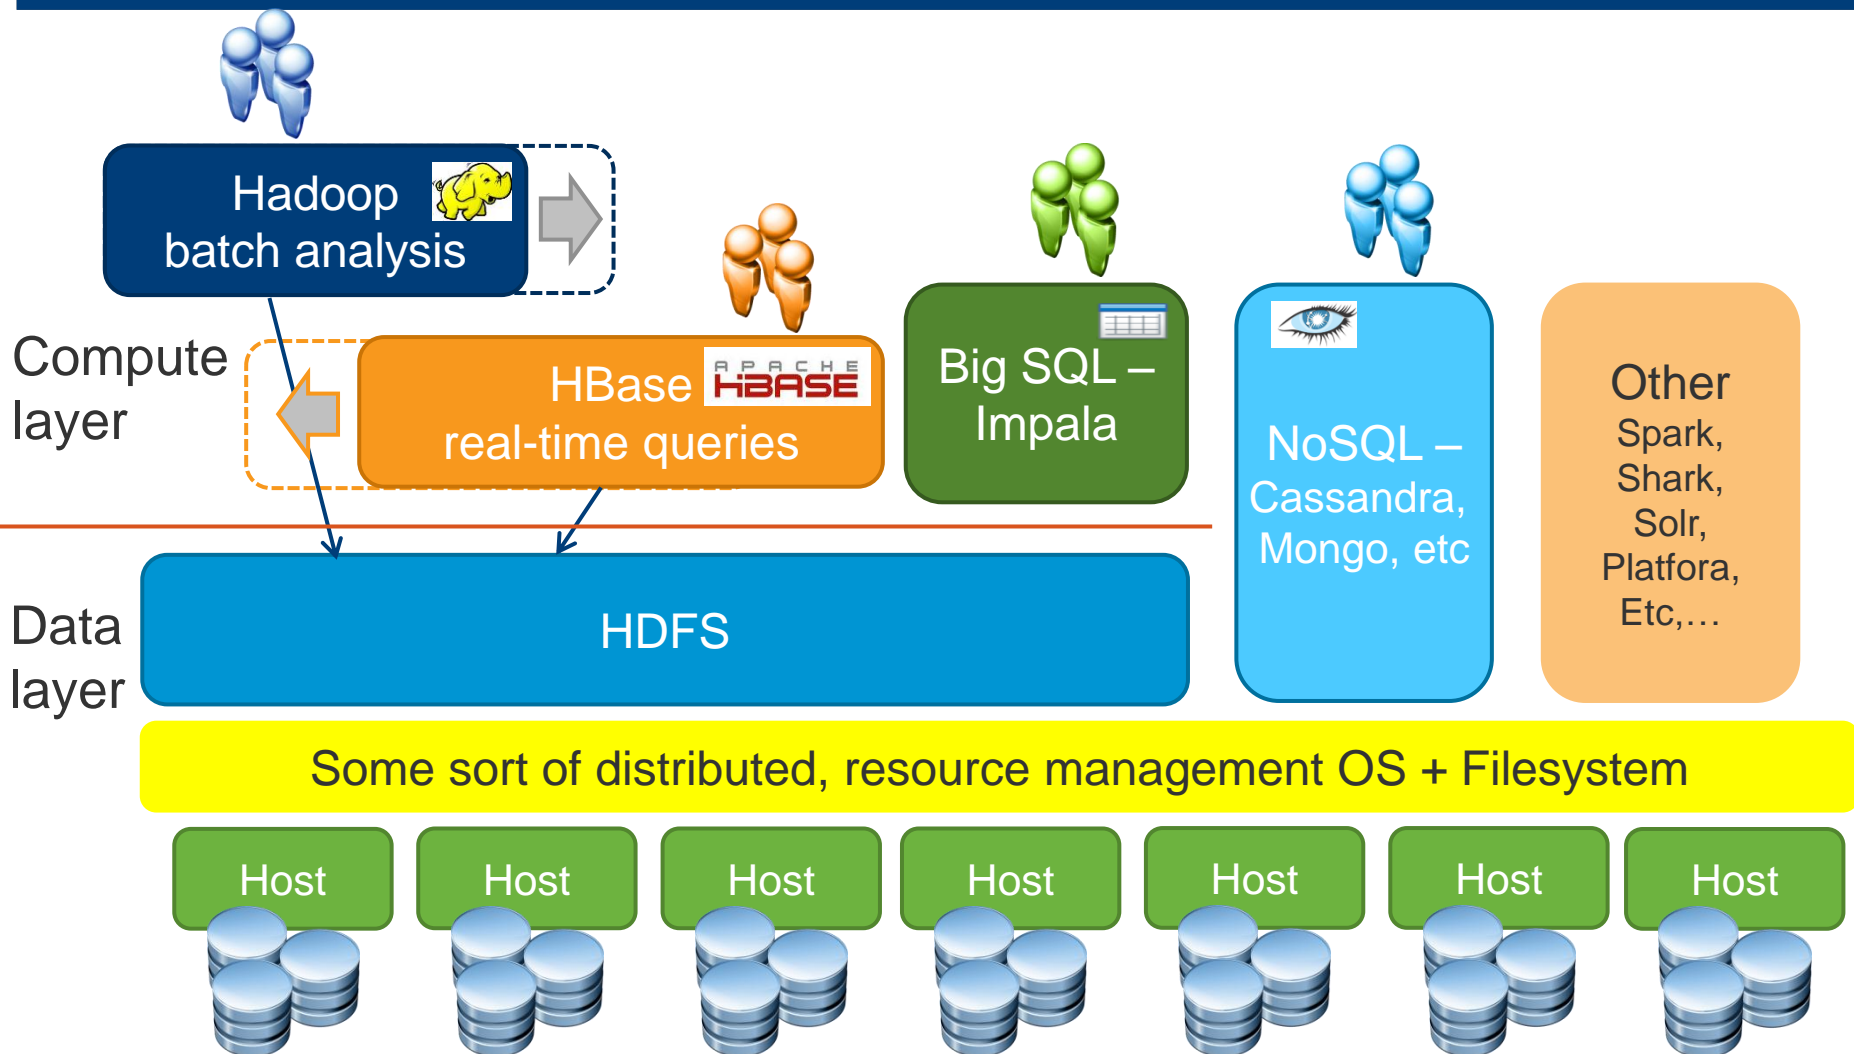 Hadoop
batch analysis
Compute
layer
HBase
APACHE
HBASE
real-time queries
Big SQL –
Impala
NoSQL –
Cassandra,
Mongo, etc
Other
Spark,
Shark,
Solr,
Platfora,
Etc,…
Data
layer
HDFS
Some sort of distributed, resource management OS + Filesystem
Host
Host
Host
Host
Host
Host
Host